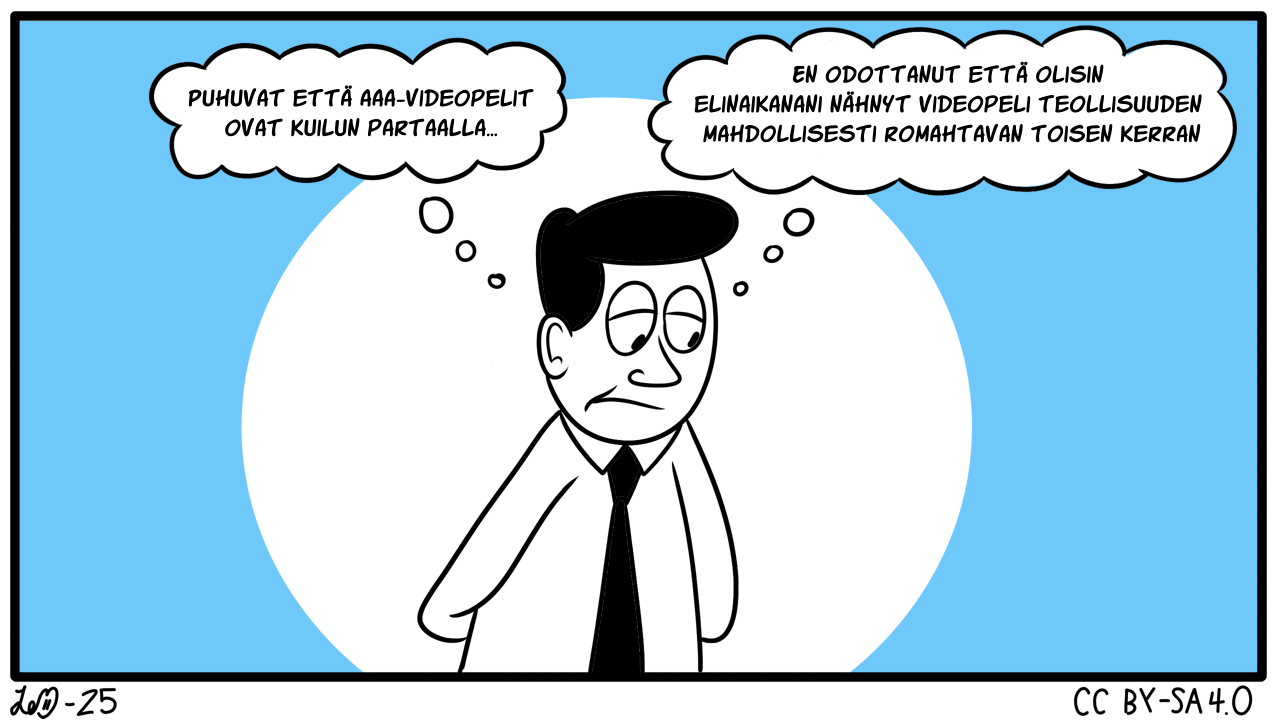 PUHUVAT ETTÄ AAA-VIDEOPELIT
OVAT KUILUN PARTAALLA...
EN ODOTTANUT ETTÄ OLISIN
ELINAIKANANI NÄHNYT VIDEOPELI TEOLLISUUDEN
MAHDOLLISESTI ROMAHTAVAN TOISEN KERRAN
-25
CC BY-SA 4.0